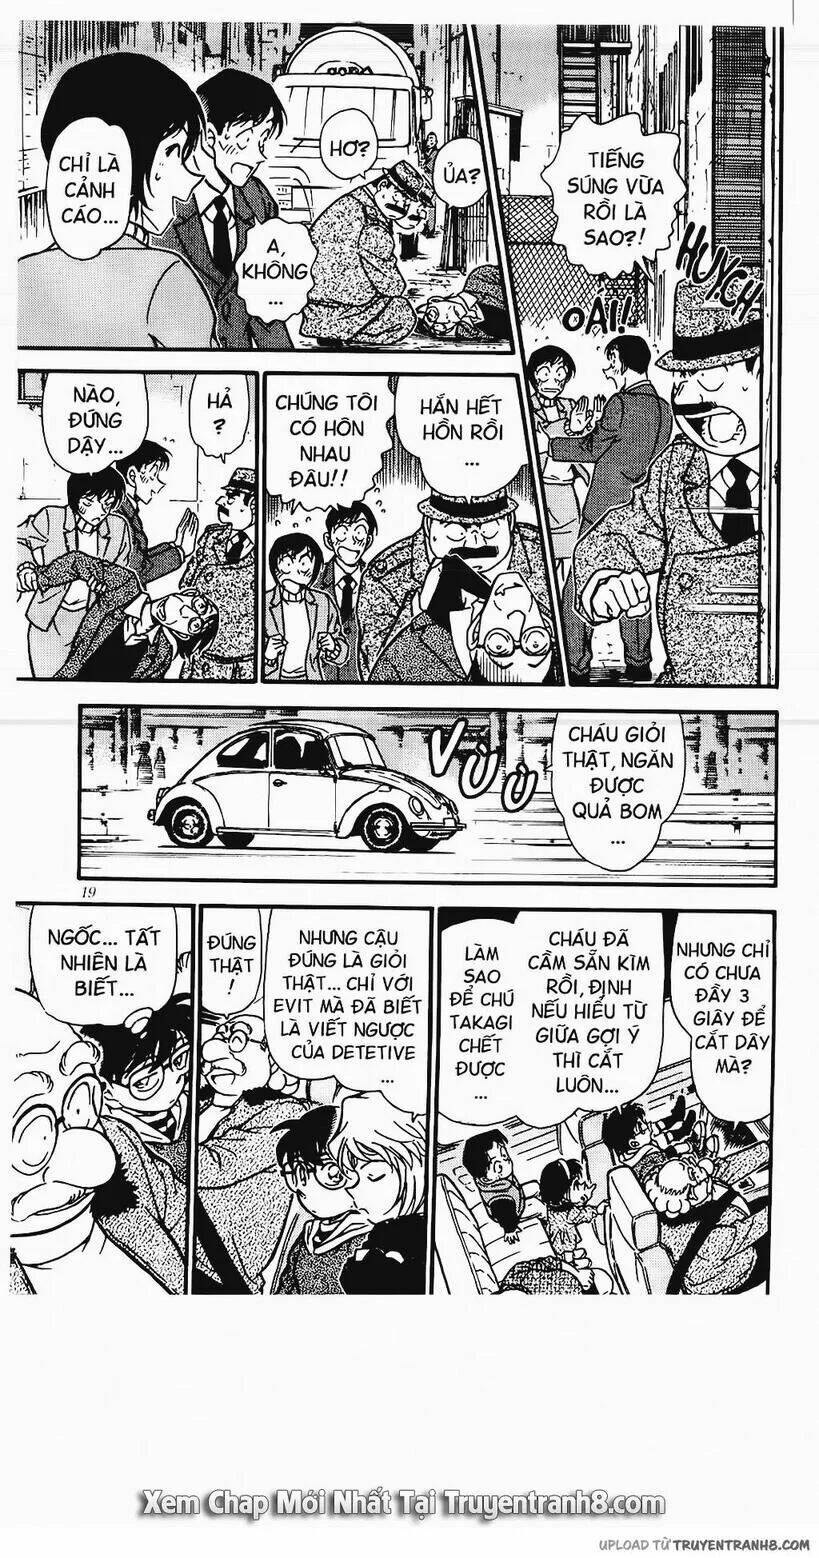 TIẾNG
SÚNG VỪA
RỒI LÀ
SAO?!
HUỴCH
OAI!!
ỦA?
HƠ?
A,
KHÔNG
...
CHỈ LÀ
CẢNH
CÁO...
HẮN HẾT
HỒN RỒI
...
CHÚNG TÔI
CÓ HÔN
NHAU
ĐÂU!!
HẢ
?
NÀO,
ĐỨNG
DẬY...
CHÁU GIỎI
THẬT, NGĂN
ĐƯỢC
QUẢ BOM
...
VÙ Ù
19
NHƯNG CHỈ
CÓ CHƯA
ĐẦY 3
GIÂY ĐỂ
CẮT DÂY
MÀ?
CHÁU ĐÃ
CẦM SẴN KÌM
RỒI, ĐỊNH
NẾU HIỂU TỪ
GIỮA GỢI Ý
THÌ CẮT
LUÔN...
LÀM
SAO
ĐỂ CHÚ
TAKAGI
CHẾT
ĐƯỢC
...
NHƯNG CẬU
ĐÚNG LÀ GIỎI
THẬT... CHỈ VỚI
EVIT MÀ ĐÃ BIẾT
LÀ VIẾT NGƯỢC
CỦA DETETIVE
...
ĐÚNG
THẬT
!
NGỐC... TẤT
NHIÊN LÀ
BIẾT...
Xem Chap Mới Nhất Tại Truyentranh8.com
UPLOAD TỪ TRUYENTRANH8.COM